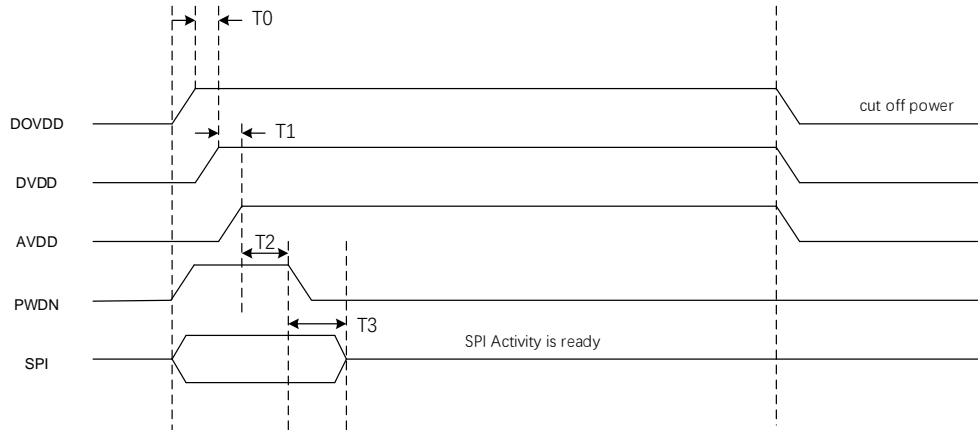 T0
DOVDD
cut off power
T1
DVDD
AVDD
T2
PWDN
T3
SPI
SPI Activity is ready